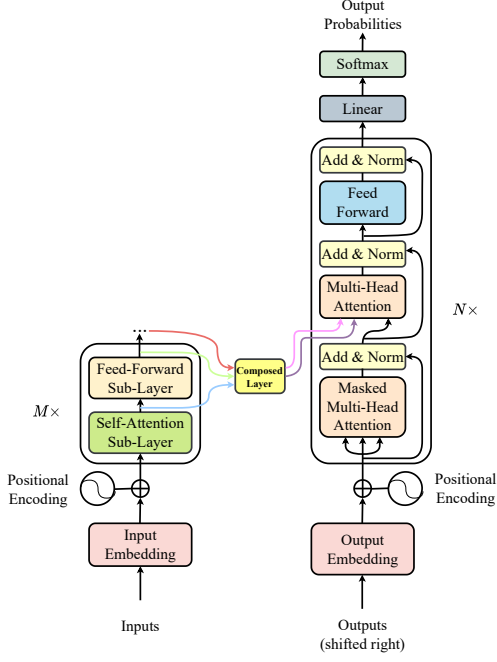 Output
Probabilities
Softmax
Linear
Add & Norm
Feed
Forward
Add & Norm
Multi-Head
Attention
N×
Add & Norm
Masked
Multi-Head
Attention
Positional
Encoding
Output
Embedding
Outputs
(shifted right)
...
Composed
Layer
Feed-Forward
Sub-Layer
M×
Self-Attention
Sub-Layer
Positional
Encoding
Input
Embedding
Inputs